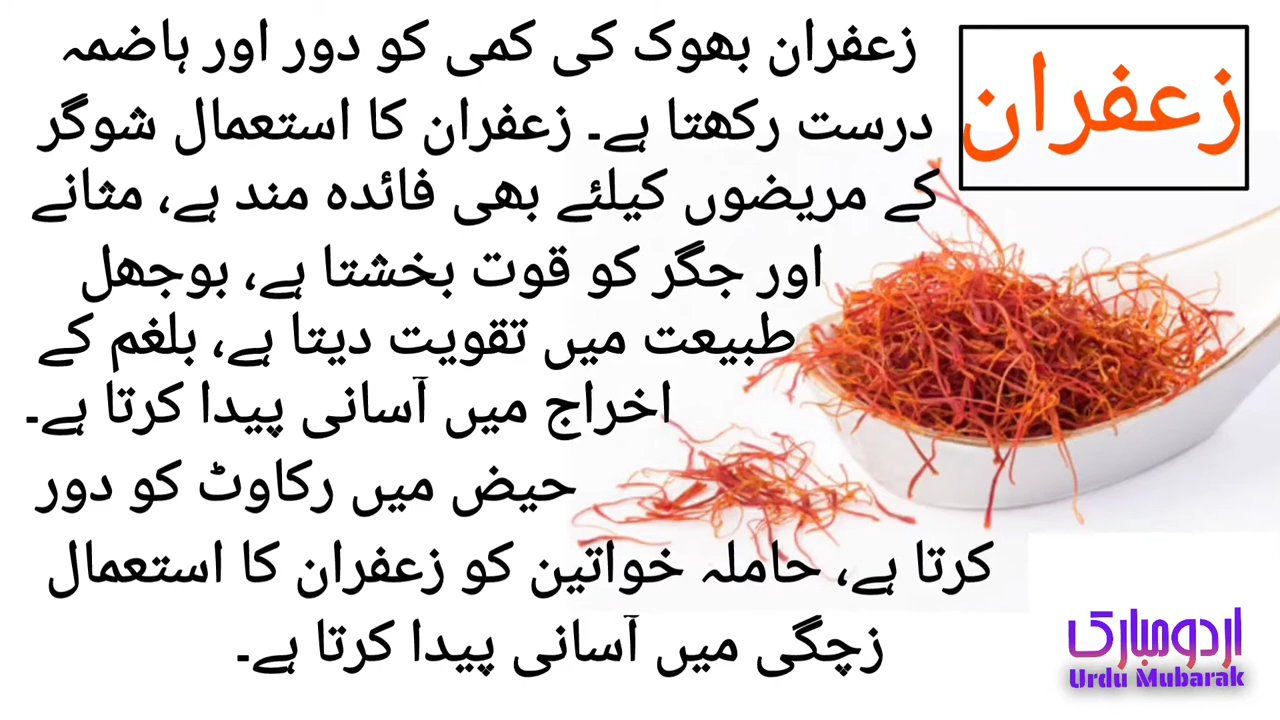 زعفران
زعفران بھوک کی کمی کو دور اور ہاضمہ
درست رکھتا ہے۔ زعفران کا استعمال شوگر
کے مریضوں کیلئے بھی فائدہ مند ہے، مثانے
اور جگر کو قوت بخشتا ہے، بوجھل
طبیعت میں تقویت دیتا ہے، بلغم کے
اخراج میں آسانی پیدا کرتا ہے۔
حیض میں رکاوٹ کو دور
کرتا ہے، حاملہ خواتین کو زعفران کا استعمال
زچگی میں آسانی پیدا کرتا ہے۔
اردو مبارک
Urdu Mubarak